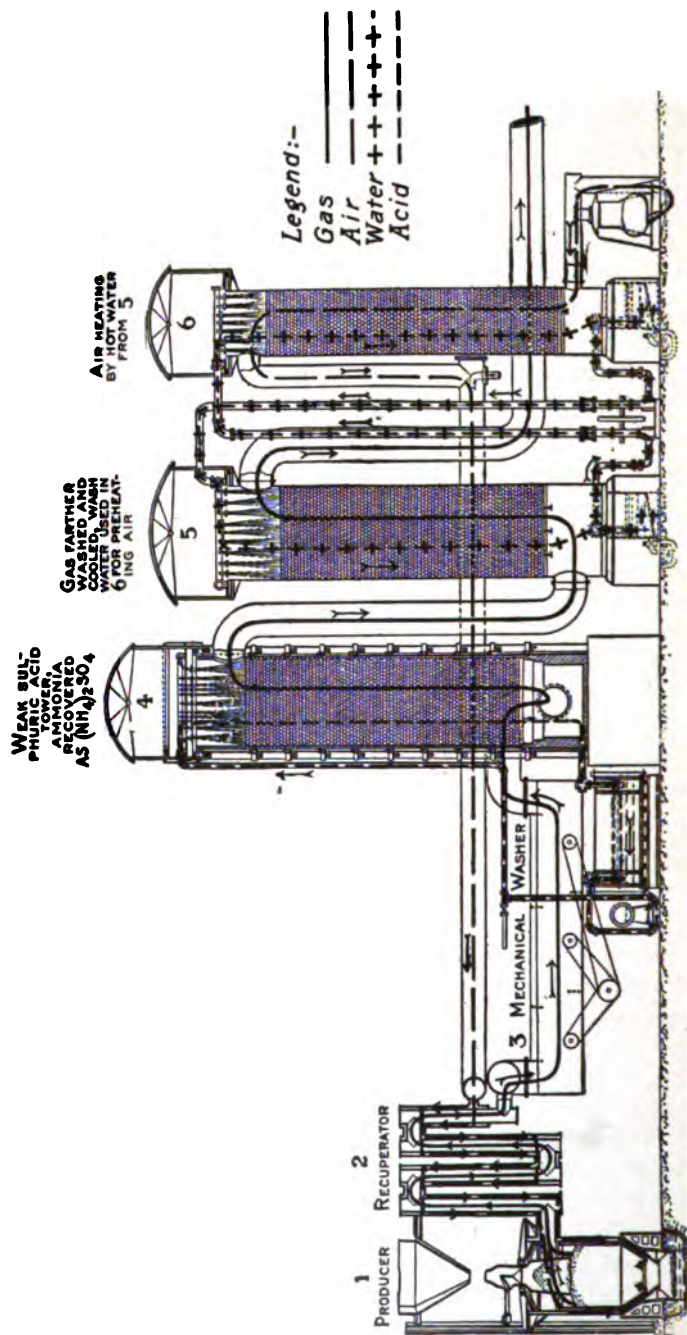 1
PRODUCER
2
RECUPERATOR
3 MECHANICAL WASHER
WEAK SUL-
PHURIC ACID
TOWER,
AMMONIA
RECOVERED
AS (NH4)2SO4
4
GAS FARTHER
WASHED AND
COOLED, WASH
WATER USED IN
6 FOR PREHEAT-
ING AIR
5
AIR HEATING
BY HOT WATER
FROM 5
6
Legend:-
Gas
Air
Water
Acid